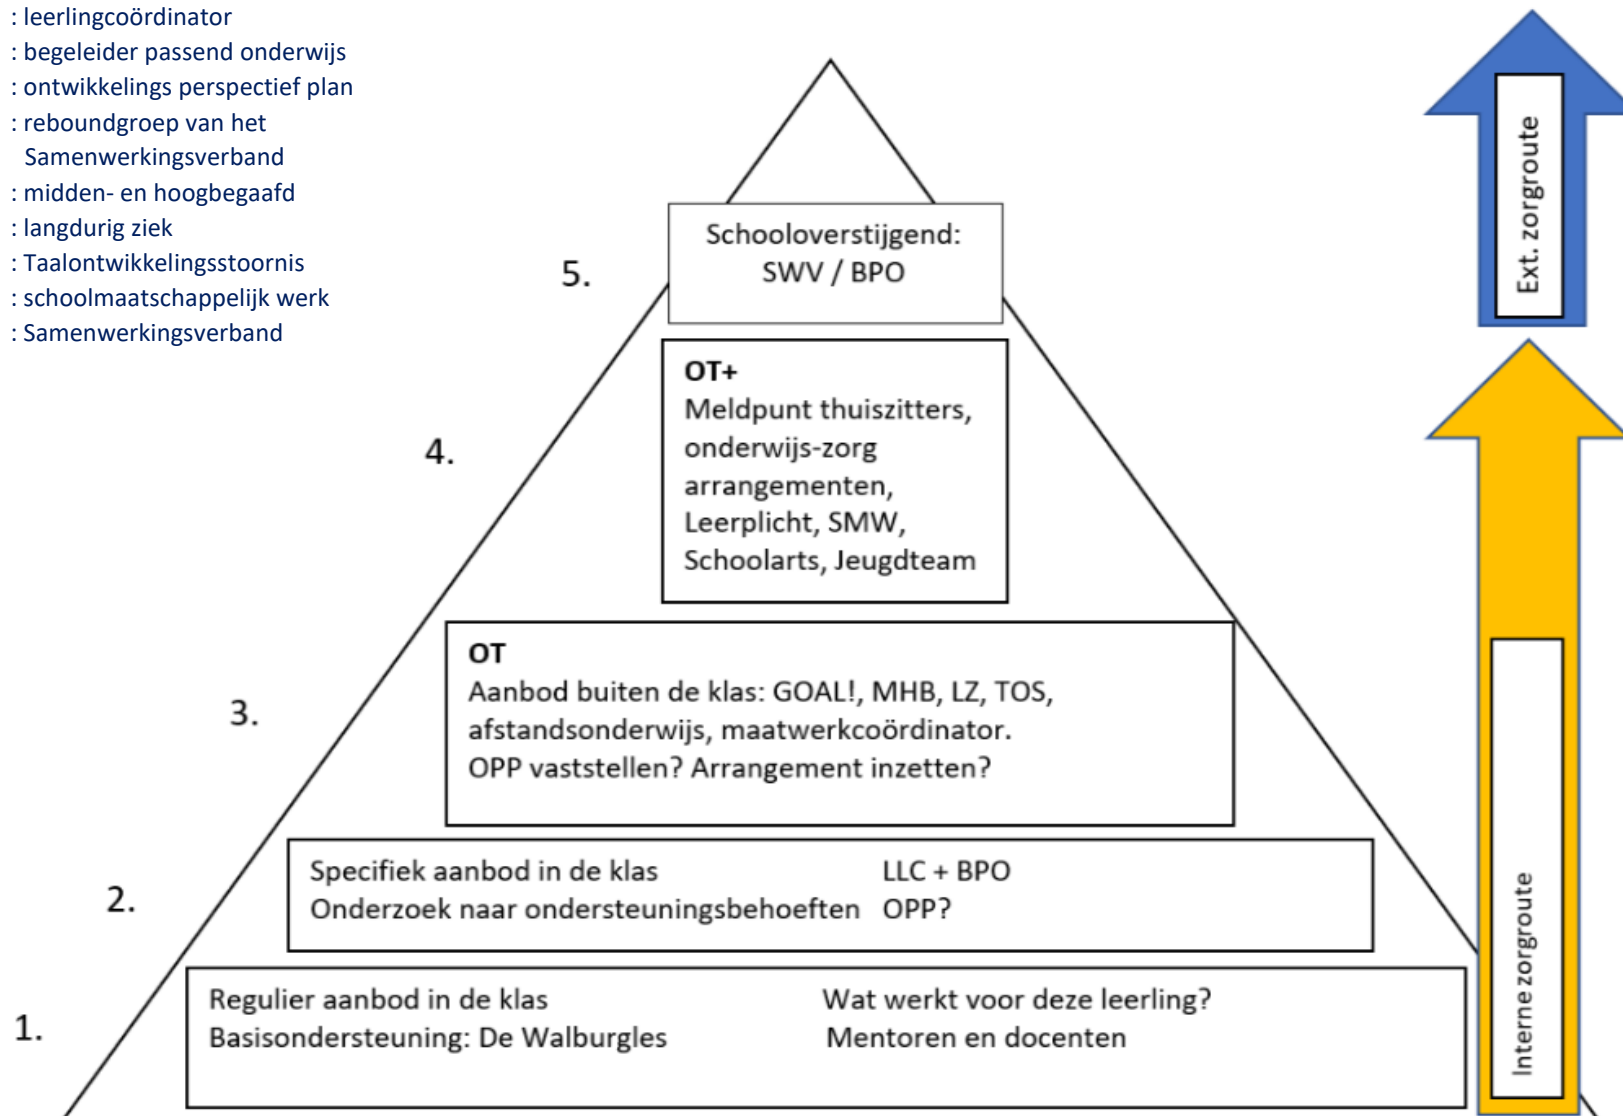 : leerlingcoördinator
: begeleider passend onderwijs
: ontwikkelings perspectief plan
: reboundgroep van het
Samenwerkingsverband
: midden- en hoogbegaafd
: langdurig ziek
: Taalontwikkelingsstoornis
: schoolmaatschappelijk werk
: Samenwerkingsverband
Ext. zorgroute
5.
Schooloverstijgend:
SWV / BPO
4.
OT+
Meldpunt thuiszitters,
onderwijs-zorg
arrangementen,
Leerplicht, SMW,
Schoolarts, Jeugdteam
3.
OT
Aanbod buiten de klas: GOAL!, MHB, LZ, TOS,
afstandsonderwijs, maatwerkcoördinator.
OPP vaststellen? Arrangement inzetten?
2.
Specifiek aanbod in de klas LLC + BPO
Onderzoek naar ondersteuningsbehoeften OPP?
1.
Regulier aanbod in de klas Wat werkt voor deze leerling?
Basisondersteuning: De Walburgles Mentoren en docenten
Interne zorgroute